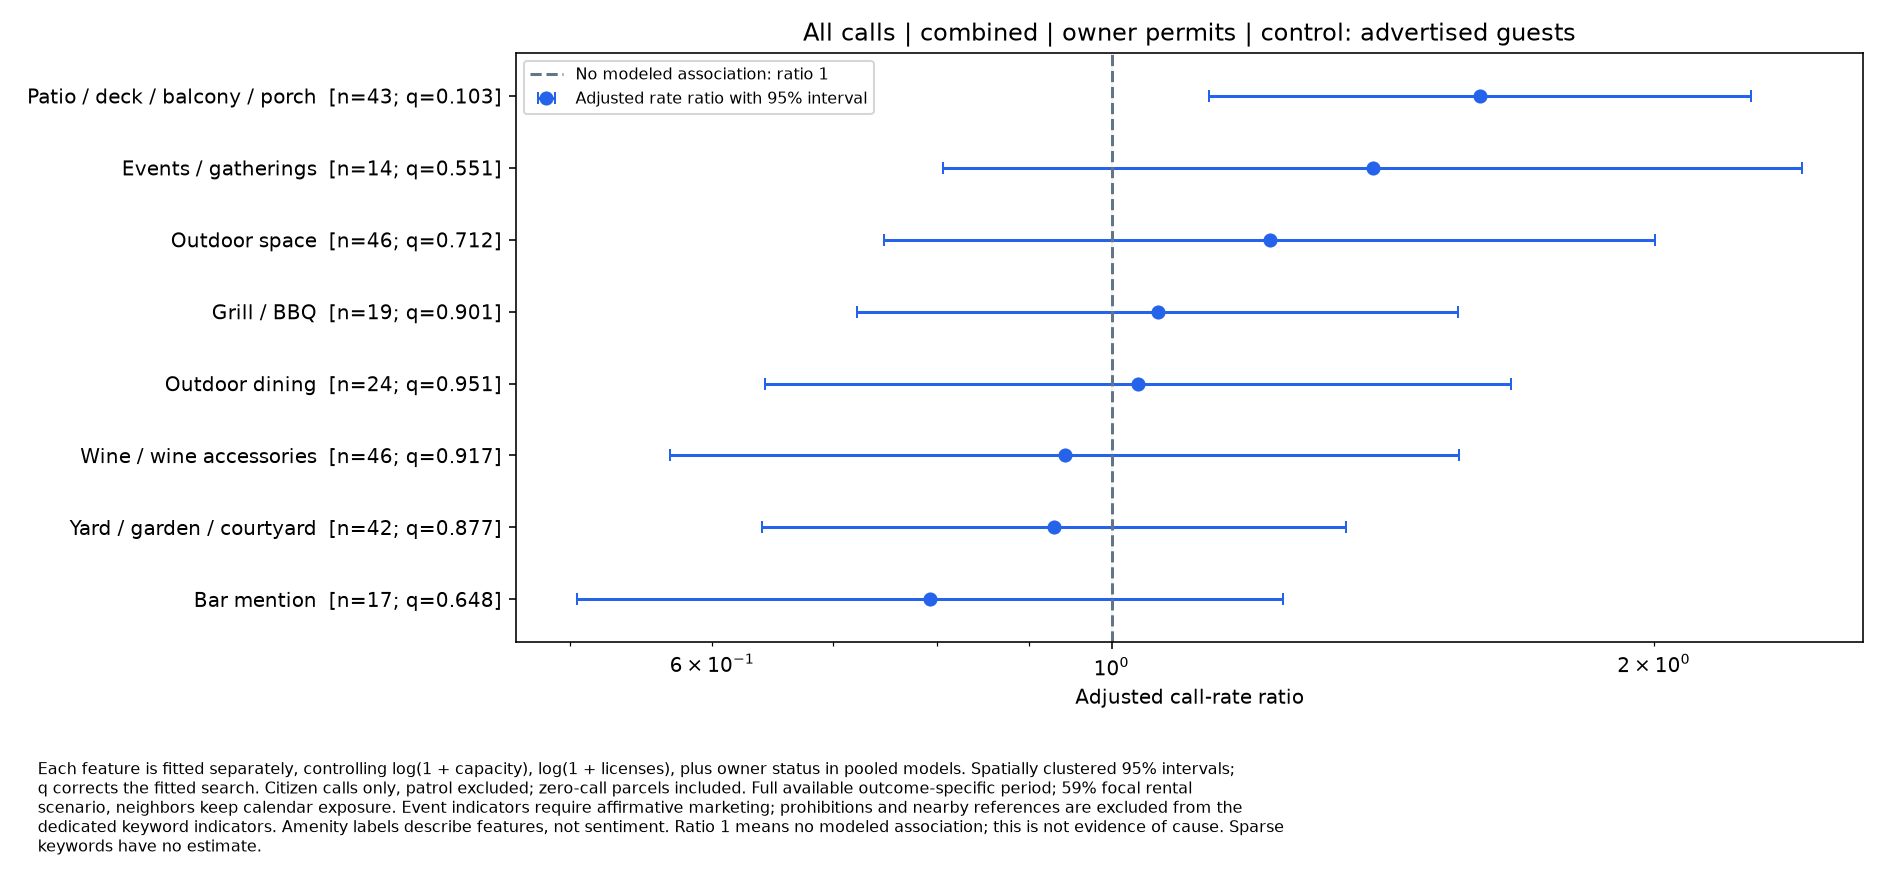 All calls | combined | owner permits | control: advertised guests
No modeled association: ratio 1
Adjusted rate ratio with 95% interval
Patio / deck / balcony / porch  [n=43; q=0.103]
Events / gatherings  [n=14; q=0.551]
Outdoor space  [n=46; q=0.712]
Grill / BBQ  [n=19; q=0.901]
Outdoor dining  [n=24; q=0.951]
Wine / wine accessories  [n=46; q=0.917]
Yard / garden / courtyard  [n=42; q=0.877]
Bar mention  [n=17; q=0.648]
6 × 10⁻¹
10⁰
2 × 10⁰
Adjusted call-rate ratio
Each feature is fitted separately, controlling log(1 + capacity), log(1 + licenses), plus owner status in pooled models. Spatially clustered 95% intervals;
q corrects the fitted search. Citizen calls only, patrol excluded; zero-call parcels included. Full available outcome-specific period; 59% focal rental
scenario, neighbors keep calendar exposure. Event indicators require affirmative marketing; prohibitions and nearby references are excluded from the
dedicated keyword indicators. Amenity labels describe features, not sentiment. Ratio 1 means no modeled association; this is not evidence of cause. Sparse
keywords have no estimate.